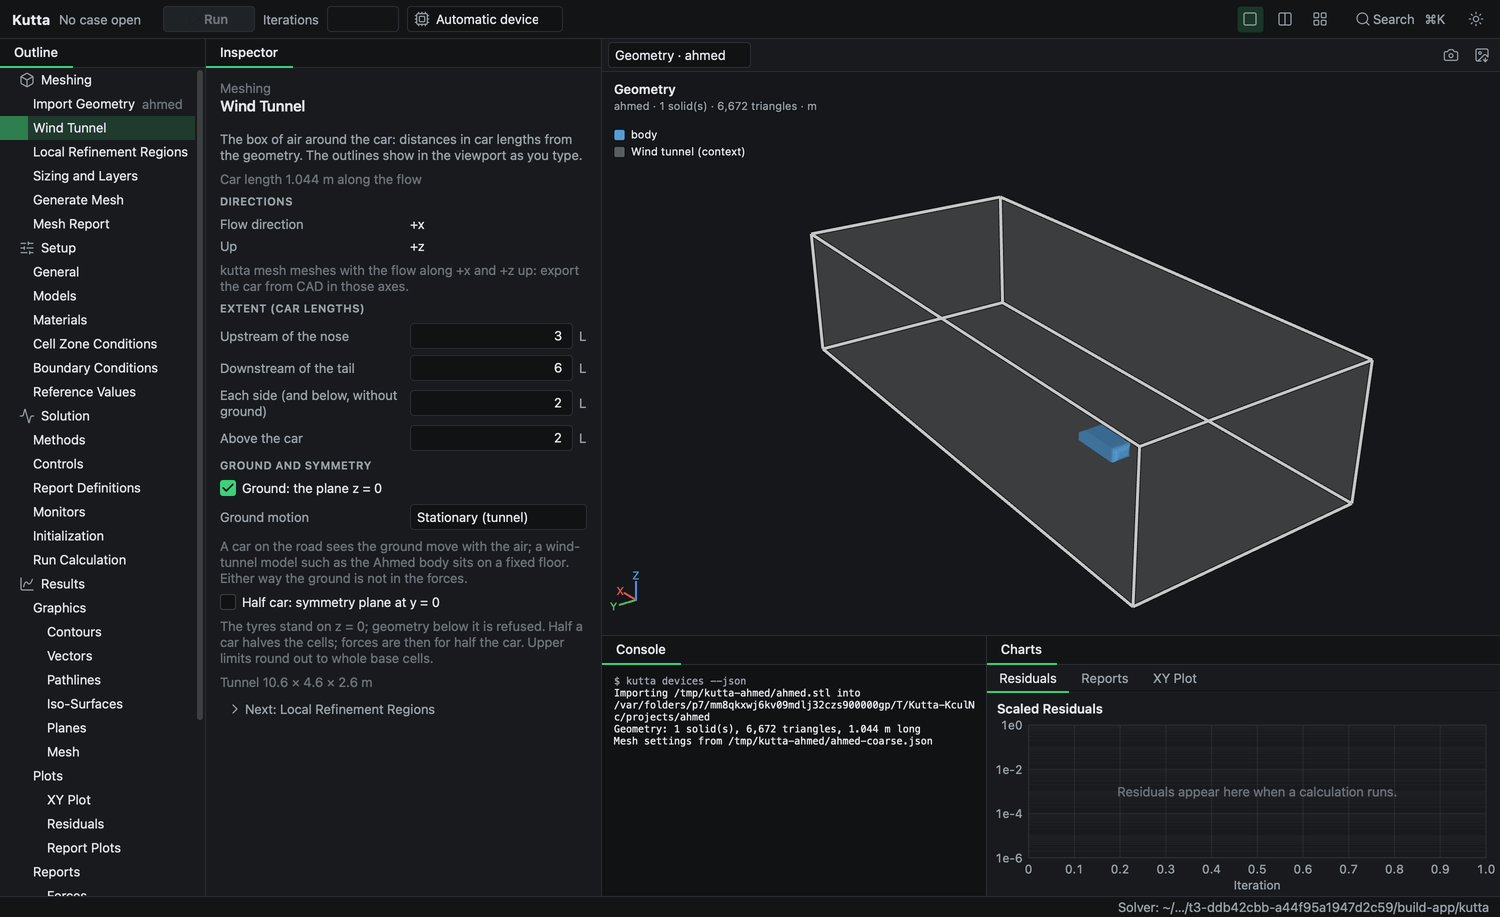 Kutta No case open Run Iterations Automatic device Search ⌘K
Outline
Meshing
Import Geometry ahmed
Wind Tunnel
Local Refinement Regions
Sizing and Layers
Generate Mesh
Mesh Report
Setup
General
Models
Materials
Cell Zone Conditions
Boundary Conditions
Reference Values
Solution
Methods
Controls
Report Definitions
Monitors
Initialization
Run Calculation
Results
Graphics
Contours
Vectors
Pathlines
Iso-Surfaces
Planes
Mesh
Plots
XY Plot
Residuals
Report Plots
Reports
Forces
Inspector
Meshing
Wind Tunnel
The box of air around the car: distances in car lengths from
the geometry. The outlines show in the viewport as you type.
Car length 1.044 m along the flow
DIRECTIONS
Flow direction +x
Up +z
kutta mesh meshes with the flow along +x and +z up: export
the car from CAD in those axes.
EXTENT (CAR LENGTHS)
Upstream of the nose 3 L
Downstream of the tail 6 L
Each side (and below, without
ground) 2 L
Above the car 2 L
GROUND AND SYMMETRY
Ground: the plane z = 0
Ground motion Stationary (tunnel)
A car on the road sees the ground move with the air; a wind-
tunnel model such as the Ahmed body sits on a fixed floor.
Either way the ground is not in the forces.
Half car: symmetry plane at y = 0
The tyres stand on z = 0; geometry below it is refused. Half a
car halves the cells; forces are then for half the car. Upper
limits round out to whole base cells.
Tunnel 10.6 × 4.6 × 2.6 m
Next: Local Refinement Regions
Geometry · ahmed
Geometry
ahmed · 1 solid(s) · 6,672 triangles · m
body
Wind tunnel (context)
Z
X
Y
Console
$ kutta devices --json
Importing /tmp/kutta-ahmed/ahmed.stl into
/var/folders/p7/mm8qkxwj6kv09mdlj32czs900000gp/T/Kutta-KculN
c/projects/ahmed
Geometry: 1 solid(s), 6,672 triangles, 1.044 m long
Mesh settings from /tmp/kutta-ahmed/ahmed-coarse.json
Charts
Residuals Reports XY Plot
Scaled Residuals
1e0
1e-2
Residuals appear here when a calculation runs.
1e-4
1e-6
0 0.1 0.2 0.3 0.4 0.5 0.6 0.7 0.8 0.9 1.0
Iteration
Solver: ~/.../t3-ddb42cbb-a44f95a1947d2c59/build-app/kutta